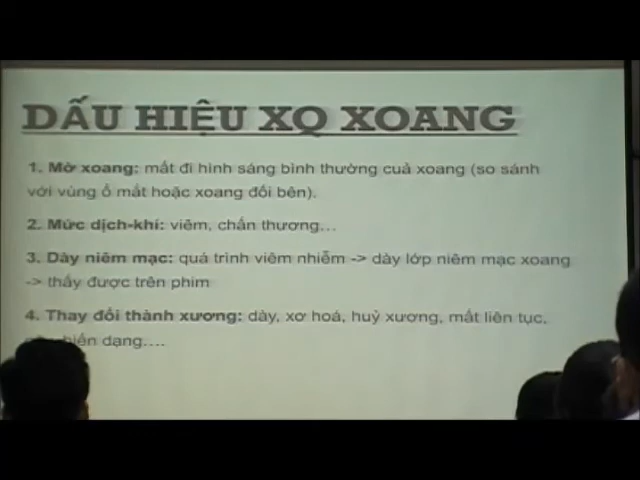 DẤU HIỆU XQ XOANG
1. Mờ xoang: mất đi hình sáng bình thường cuả xoang (so sánh
với vùng ổ mắt hoặc xoang đối bên).
2. Mức dịch-khí: viêm, chấn thương…
3. Dày niêm mạc: quá trình viêm nhiễm -> dày lớp niêm mạc xoang
-> thấy được trên phim
4. Thay đổi thành xương: dày, xơ hoá, huỷ xương, mất liên tục,
dạng….